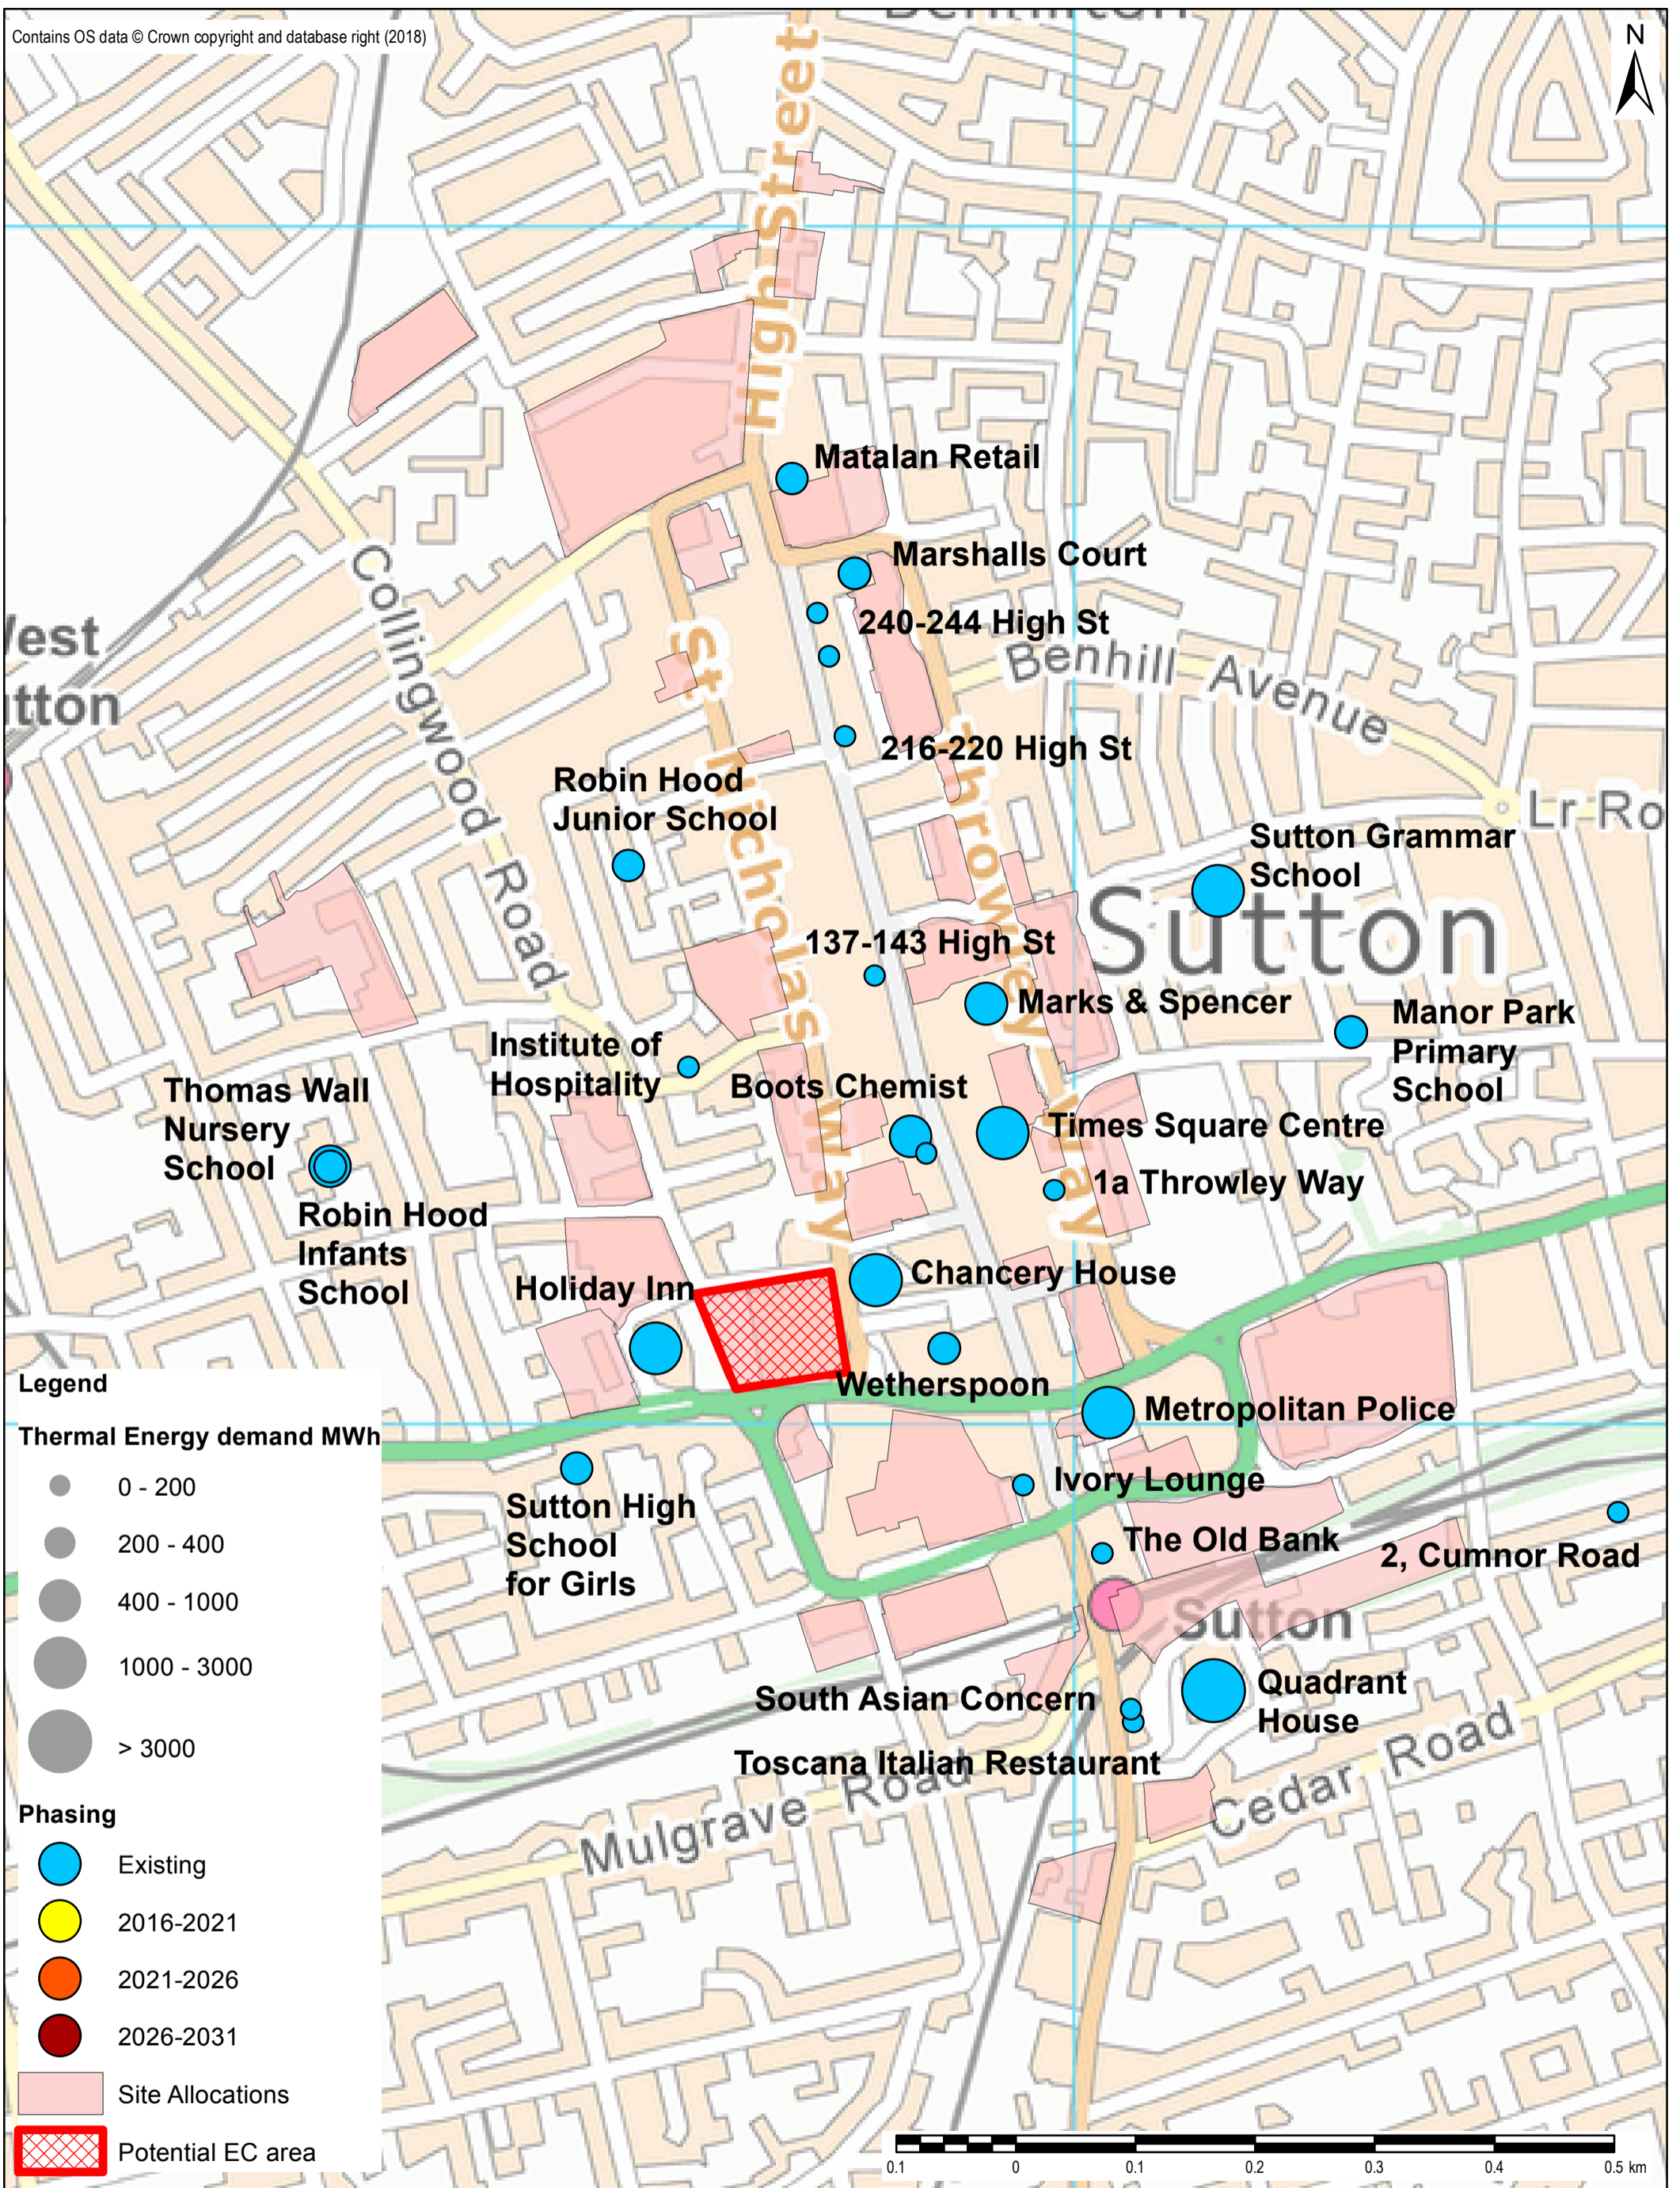 Contains OS data © Crown copyright and database right (2018)
N
High Street
Matalan Retail
Marshalls Court
240-244 High St
Benhill Avenue
Collingwood Road
St Nicholas Way
216-220 High St
Throwley Way
Robin Hood
Junior School
Lr Ro
Sutton Grammar
School
Sutton
137-143 High St
Marks & Spencer
Manor Park
Primary
School
Institute of
Hospitality
Boots Chemist
Thomas Wall
Nursery
School
Times Square Centre
1a Throwley Way
Robin Hood
Infants
School
Holiday Inn
Chancery House
Wetherspoon
Metropolitan Police
Ivory Lounge
Sutton High
School
for Girls
The Old Bank
2, Cumnor Road
Sutton
South Asian Concern
Quadrant
House
Toscana Italian Restaurant
Mulgrave Road
Cedar Road
Legend
Thermal Energy demand MWh
0 - 200
200 - 400
400 - 1000
1000 - 3000
> 3000
Phasing
Existing
2016-2021
2021-2026
2026-2031
Site Allocations
Potential EC area
0.1 0 0.1 0.2 0.3 0.4 0.5 km